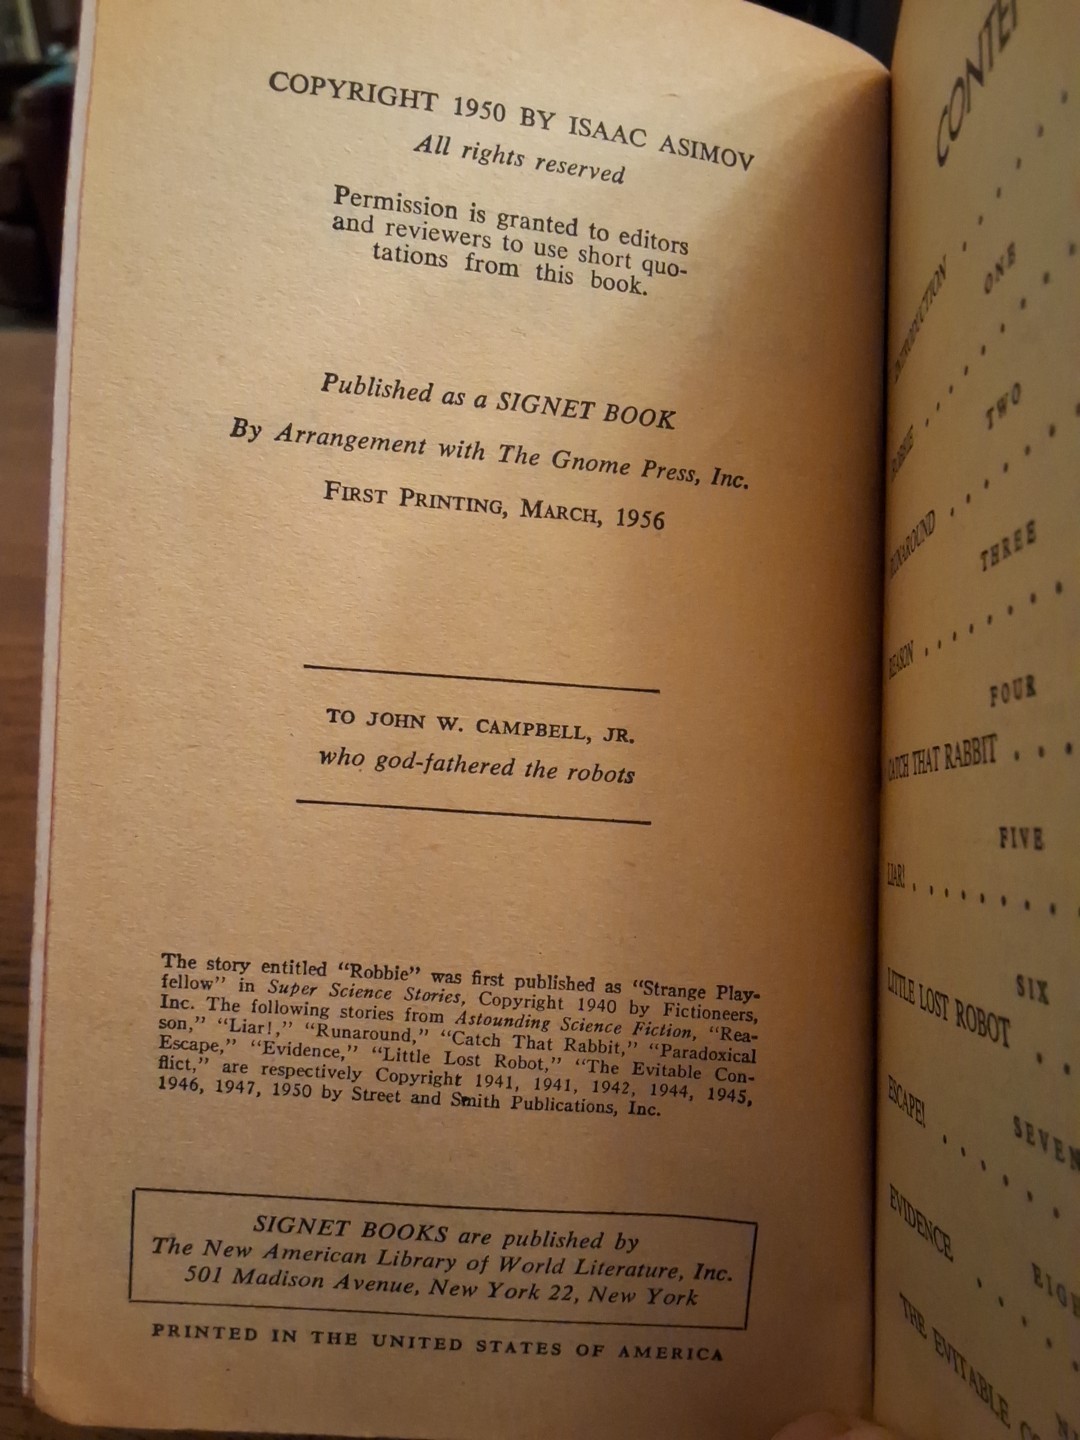 COPYRIGHT 1950 BY ISAAC ASIMOV
All rights reserved
Permission is granted to editors
and reviewers to use short quo-
tations from this book.
Published as a SIGNET BOOK
By Arrangement with The Gnome Press, Inc.
FIRST PRINTING, MARCH, 1956
TO JOHN W. CAMPBELL, JR.
who god-fathered the robots
The story entitled “Robbie” was first published as “Strange Play-
fellow” in Super Science Stories, Copyright 1940 by Fictioneers,
Inc. The following stories from Astounding Science Fiction, “Rea-
son,” “Liar!,” “Runaround,” “Catch That Rabbit,” “Paradoxical
Escape,” “Evidence,” “Little Lost Robot,” “The Evitable Con-
flict,” are respectively Copyright 1941, 1941, 1942, 1944, 1945,
1946, 1947, 1950 by Street and Smith Publications, Inc.
SIGNET BOOKS are published by
The New American Library of World Literature, Inc.
501 Madison Avenue, New York 22, New York
PRINTED IN THE UNITED STATES OF AMERICA
INTRODUCTION
ONE
ROBBIE
TWO
RUNAROUND
THREE
REASON
FOUR
CATCH THAT RABBIT
FIVE
LIAR!
SIX
LITTLE LOST ROBOT
SEVEN
ESCAPE!
EVIDENCE
THE EVITABLE